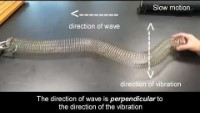 Slow motion
direction of wave
direction of vibration
The direction of wave is perpendicular to
the direction of the vibration